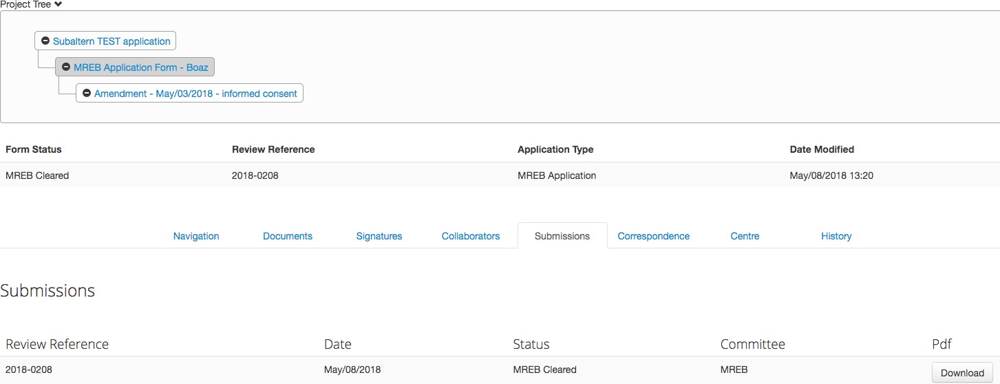 Project Tree
Subaltern TEST application
MREB Application Form - Boaz
Amendment - May/03/2018 - informed consent
Form Status Review Reference Application Type Date Modified
MREB Cleared 2018-0208 MREB Application May/08/2018 13:20
Navigation Documents Signatures Collaborators Submissions Correspondence Centre History
Submissions
Review Reference Date Status Committee Pdf
2018-0208 May/08/2018 MREB Cleared MREB Download